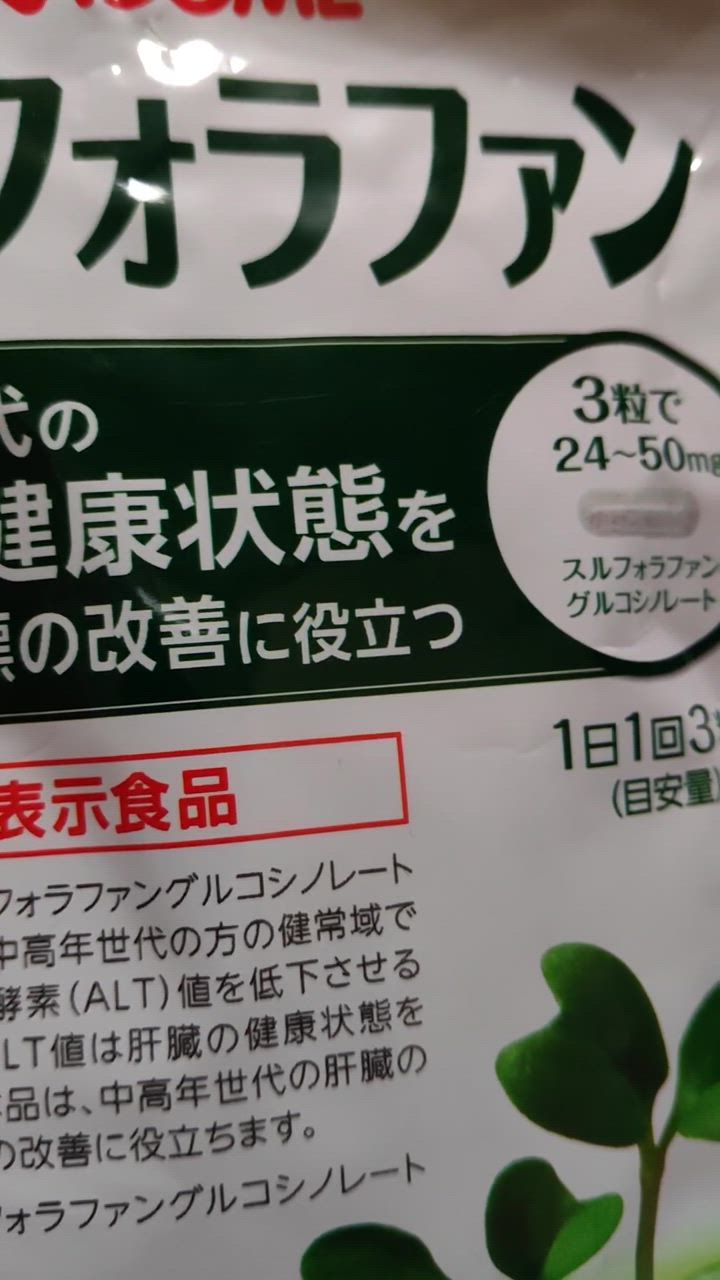 フォラファン
代の
健康状態を
の改善に役立つ
3粒で
24~50mg
スルフォラファン
グルコシノレート
1日1回3
(目安量)
表示食品
フォラファングルコシノレート
中高年世代の方の健常域で
酵素(ALT)値を低下させる
LT値は肝臓の健康状態を
品は、中高年世代の肝臓の
の改善に役立ちます。
フォラファングルコシノレート